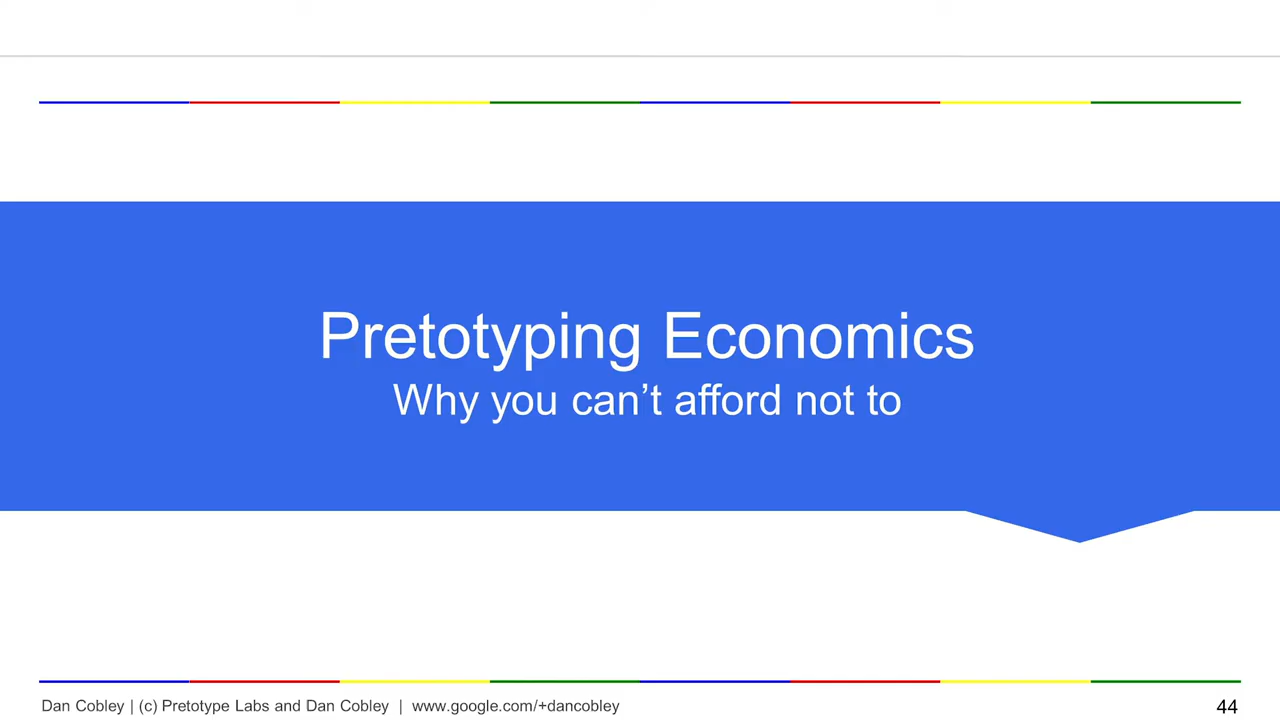 Pretotyping Economics
Why you can’t afford not to
Dan Cobley | (c) Pretotype Labs and Dan Cobley | www.google.com/+dancobley
44